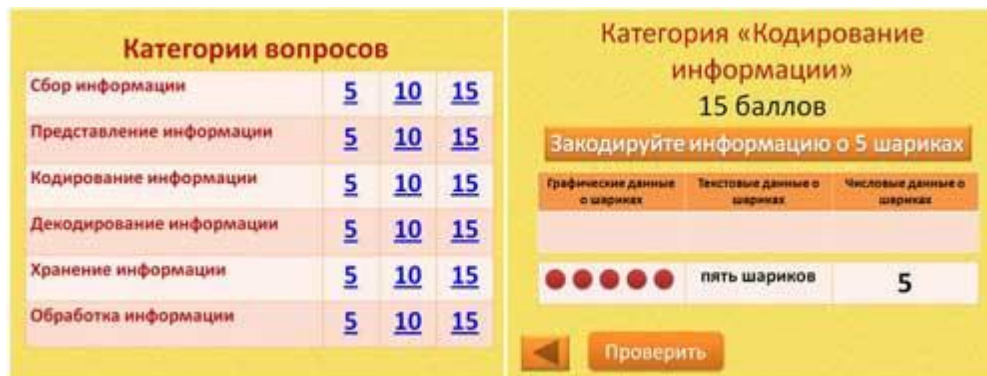 Категории вопросов
Сбор информации 5 10 15
Представление информации 5 10 15
Кодирование информации 5 10 15
Декодирование информации 5 10 15
Хранение информации 5 10 15
Обработка информации 5 10 15
Категория «Кодирование
информации»
15 баллов
Закодируйте информацию о 5 шариках
Графические данные Текстовые данные о Числовые данные о
о шариках шариках шариках
пять шариков 5
Проверить